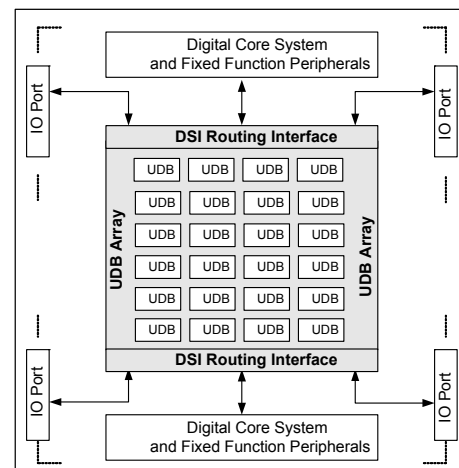 Digital Core System
and Fixed Function Peripherals
IO Port
IO Port
DSI Routing Interface
UDB Array
UDB UDB UDB UDB
UDB UDB UDB UDB
UDB UDB UDB UDB
UDB UDB UDB UDB
UDB UDB UDB UDB
UDB UDB UDB UDB
UDB Array
DSI Routing Interface
IO Port
IO Port
Digital Core System
and Fixed Function Peripherals